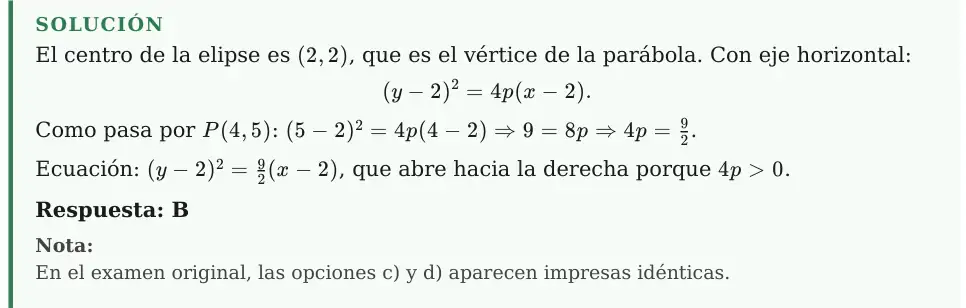 SOLUCIÓN
El centro de la elipse es (2, 2), que es el vértice de la parábola. Con eje horizontal:
(y − 2)² = 4p(x − 2).
Como pasa por P(4, 5): (5 − 2)² = 4p(4 − 2) ⇒ 9 = 8p ⇒ 4p = 9/2.
Ecuación: (y − 2)² = 9/2(x − 2), que abre hacia la derecha porque 4p > 0.
Respuesta: B
Nota:
En el examen original, las opciones c) y d) aparecen impresas idénticas.